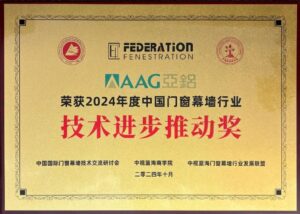 FEDERATION
FENESTRATION
AAG亞鋁
荣获2024年度中国门窗幕墙行业
技术进步推动奖
中国国际门窗幕墙技术交流研讨会 中视蓝海商学院 中视蓝海门窗幕墙行业发展联盟
二零二四年十月